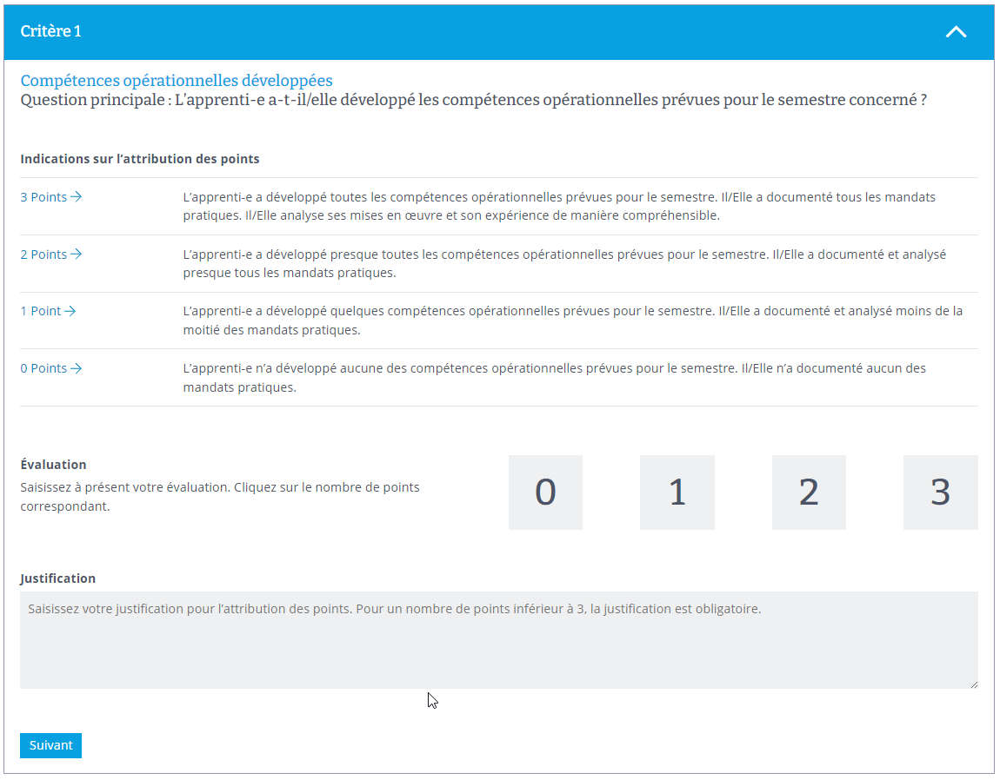 Critère 1
Compétences opérationnelles développées
Question principale : L’apprenti-e a-t-il/elle développé les compétences opérationnelles prévues pour le semestre concerné ?
Indications sur l’attribution des points
3 Points → L’apprenti-e a développé toutes les compétences opérationnelles prévues pour le semestre. Il/Elle a documenté tous les mandats
pratiques. Il/Elle analyse ses mises en œuvre et son expérience de manière compréhensible.
2 Points → L’apprenti-e a développé presque toutes les compétences opérationnelles prévues pour le semestre. Il/Elle a documenté et analysé
presque tous les mandats pratiques.
1 Point → L’apprenti-e a développé quelques compétences opérationnelles prévues pour le semestre. Il/Elle a documenté et analysé moins de la
moitié des mandats pratiques.
0 Points → L’apprenti-e n’a développé aucune des compétences opérationnelles prévues pour le semestre. Il/Elle n’a documenté aucun des
mandats pratiques.
Évaluation
Saisissez à présent votre évaluation. Cliquez sur le nombre de points
correspondant.
0 1 2 3
Justification
Saisissez votre justification pour l’attribution des points. Pour un nombre de points inférieur à 3, la justification est obligatoire.
Suivant